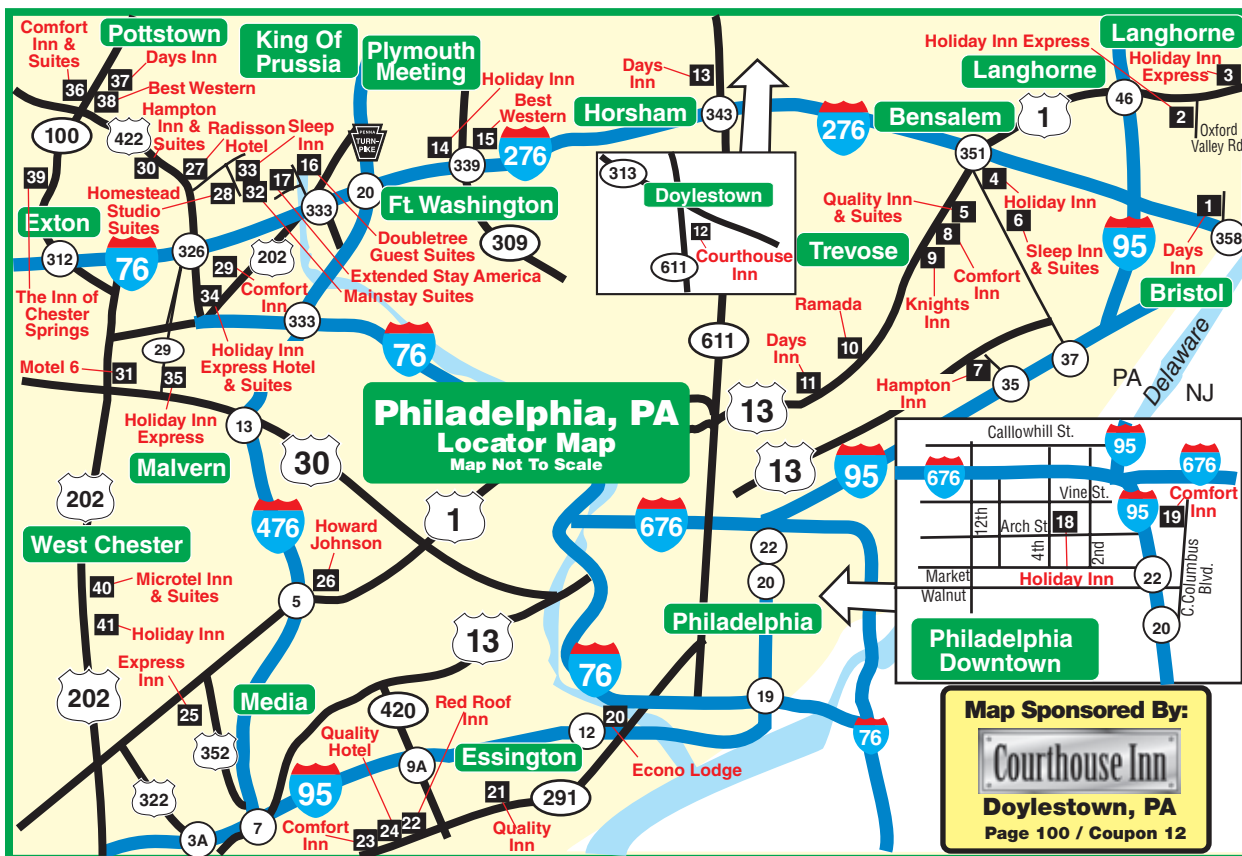 Comfort
Inn &
Suites
36
Pottstown
37
Days Inn
38
Best Western
Hampton
Inn &
Suites
30
100
422
King Of
Prussia
Plymouth
Meeting
PENNA
TURN-
PIKE
Radisson
Hotel
27
Sleep
Inn
33
16
17
32
28
Homestead
Studio
Suites
39
Exton
312
76
326
The Inn of
Chester
Springs
20
333
202
29
Comfort
Inn
34
333
Holiday Inn
14
Best
Western
15
339
276
Ft. Washington
309
Doubletree
Guest Suites
Extended Stay America
Mainstay Suites
Horsham
Days
Inn
13
343
276
313
Doylestown
12
Courthouse
Inn
611
611
Langhorne
Langhorne
Holiday Inn Express
Holiday Inn
Express
3
46
2
Oxford
Valley Rd
1
Bensalem
351
4
Holiday Inn
Quality Inn
& Suites
5
8
6
9
Trevose
Sleep Inn
& Suites
Comfort
Inn
Knights
Inn
95
1
Days
Inn
358
Bristol
Ramada
10
Days
Inn
11
Hampton
Inn
7
35
37
PA
Delaware
NJ
29
Motel 6
31
35
Holiday Inn
Express Hotel
& Suites
Holiday Inn
Express
76
13
Malvern
30
Philadelphia, PA
Locator Map
Map Not To Scale
13
13
95
202
476
1
676
West Chester
Howard
Johnson
26
40
Microtel Inn
& Suites
5
41
Holiday Inn
22
20
Philadelphia
13
202
Express
Inn
25
Media
76
19
76
420
Red Roof
Inn
Quality
Hotel
352
322
9A
Essington
12
20
Econo Lodge
95
7
3A
Comfort
Inn
23
24
22
21
Quality
Inn
291
Calllowhill St.
95
676
676
12th
Vine St.
Arch St
18
4th
2nd
95
19
Comfort
Inn
Market
Holiday Inn
Walnut
22
20
C.Columbus
Blvd.
Philadelphia
Downtown
Map Sponsored By:
Courthouse Inn
Doylestown, PA
Page 100 / Coupon 12